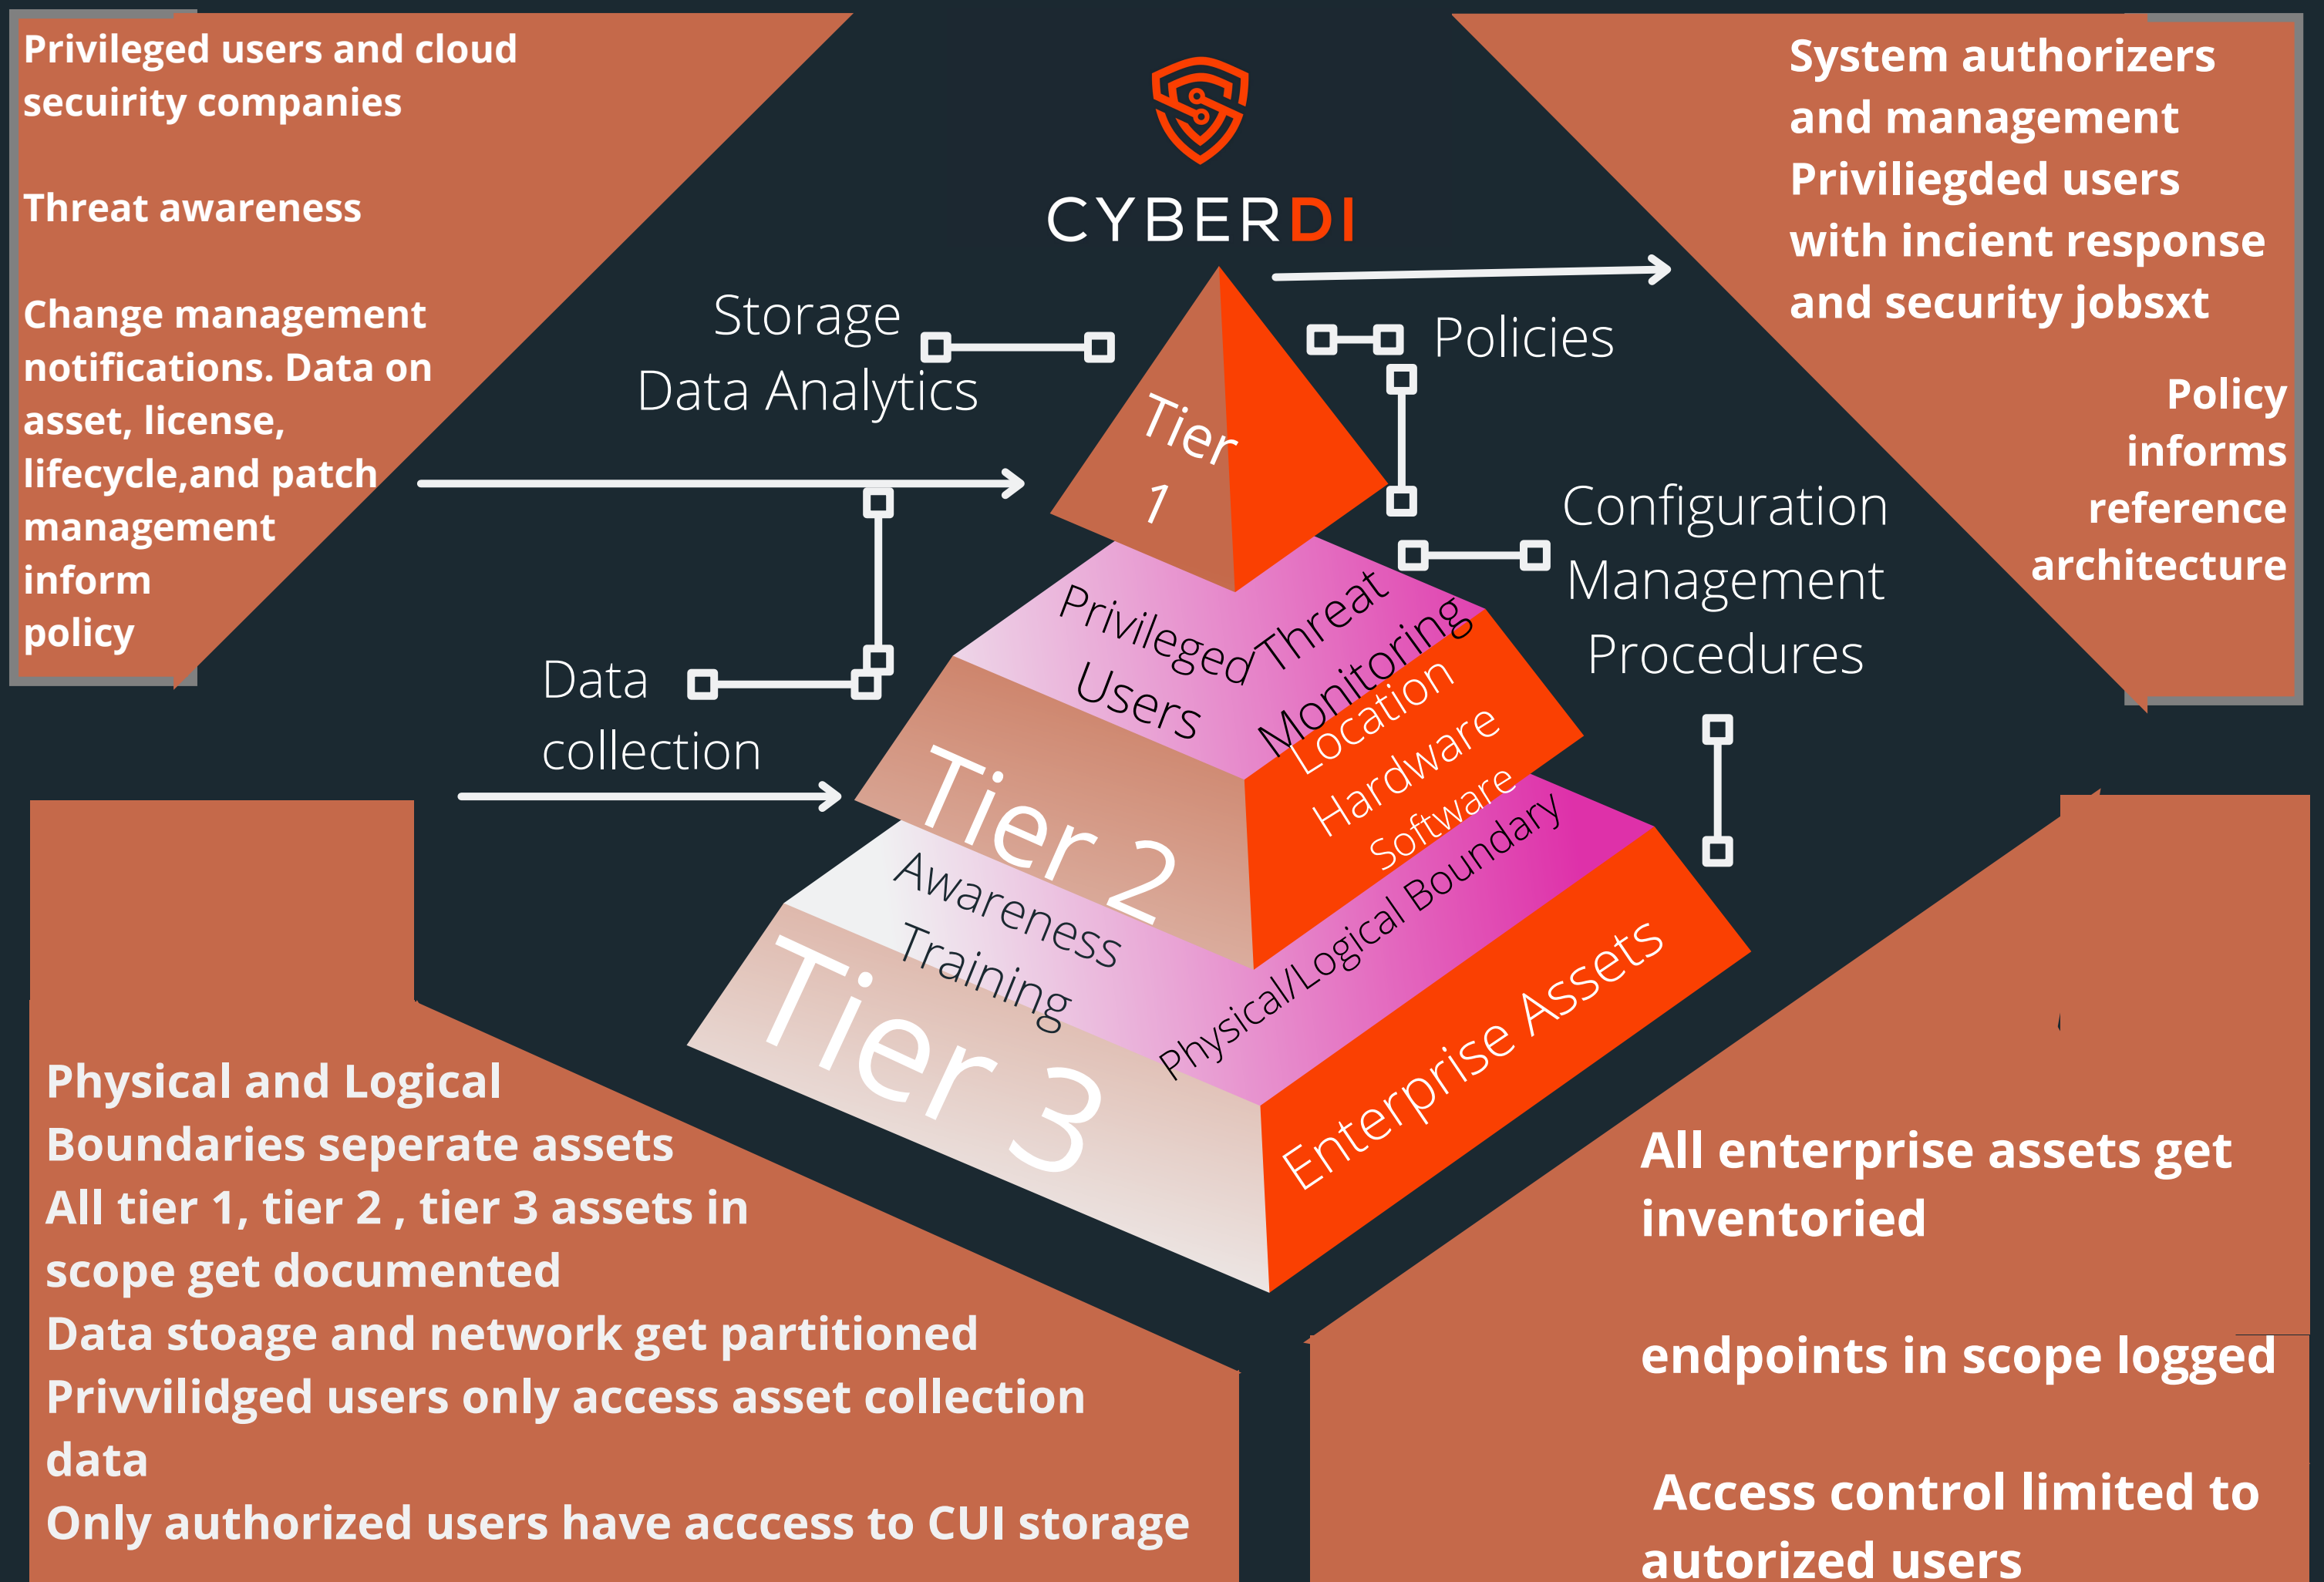 Privileged users and cloud
secuirity companies
Threat awareness
Change management
notifications. Data on
asset, license,
lifecycle,and patch
management
inform
policy
CYBERDI
System authorizers
and management
Priviliegded users
with incient response
and security jobsxt
Policy
informs
reference
architecture
Storage
Data Analytics
Policies
Configuration
Management
Procedures
Data
collection
Tier
1
Privileged
Users
Threat
Monitoring
Tier 2
Location
Hardware
Software
Awareness
Training
Physical/Logical Boundary
Tier 3
Enterprise Assets
Physical and Logical
Boundaries seperate assets
All tier 1, tier 2 , tier 3 assets in
scope get documented
Data stoage and network get partitioned
Privvilidged users only access asset collection
data
Only authorized users have acccess to CUI storage
All enterprise assets get
inventoried
endpoints in scope logged
Access control limited to
autorized users